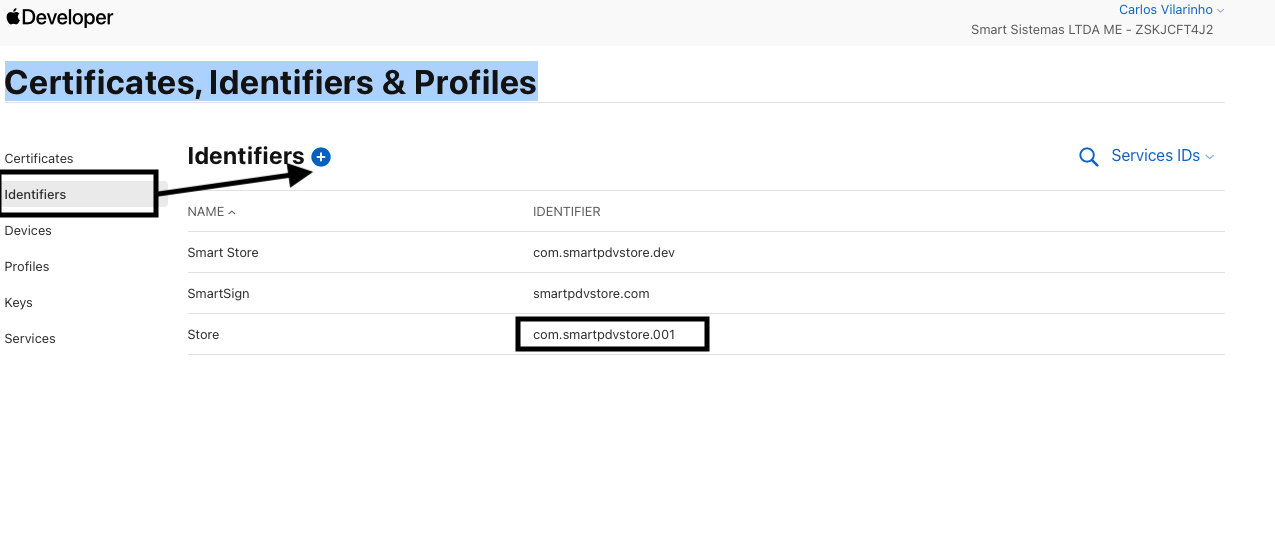 Developer
Carlos Vilarinho
Smart Sistemas LTDA ME - ZSKJCFT4J2
Certificates, Identifiers & Profiles
Certificates
Identifiers
Devices
Profiles
Keys
Services
Identifiers
Services IDs
NAME
IDENTIFIER
Smart Store
com.smartpdvstore.dev
SmartSign
smartpdvstore.com
Store
com.smartpdvstore.001